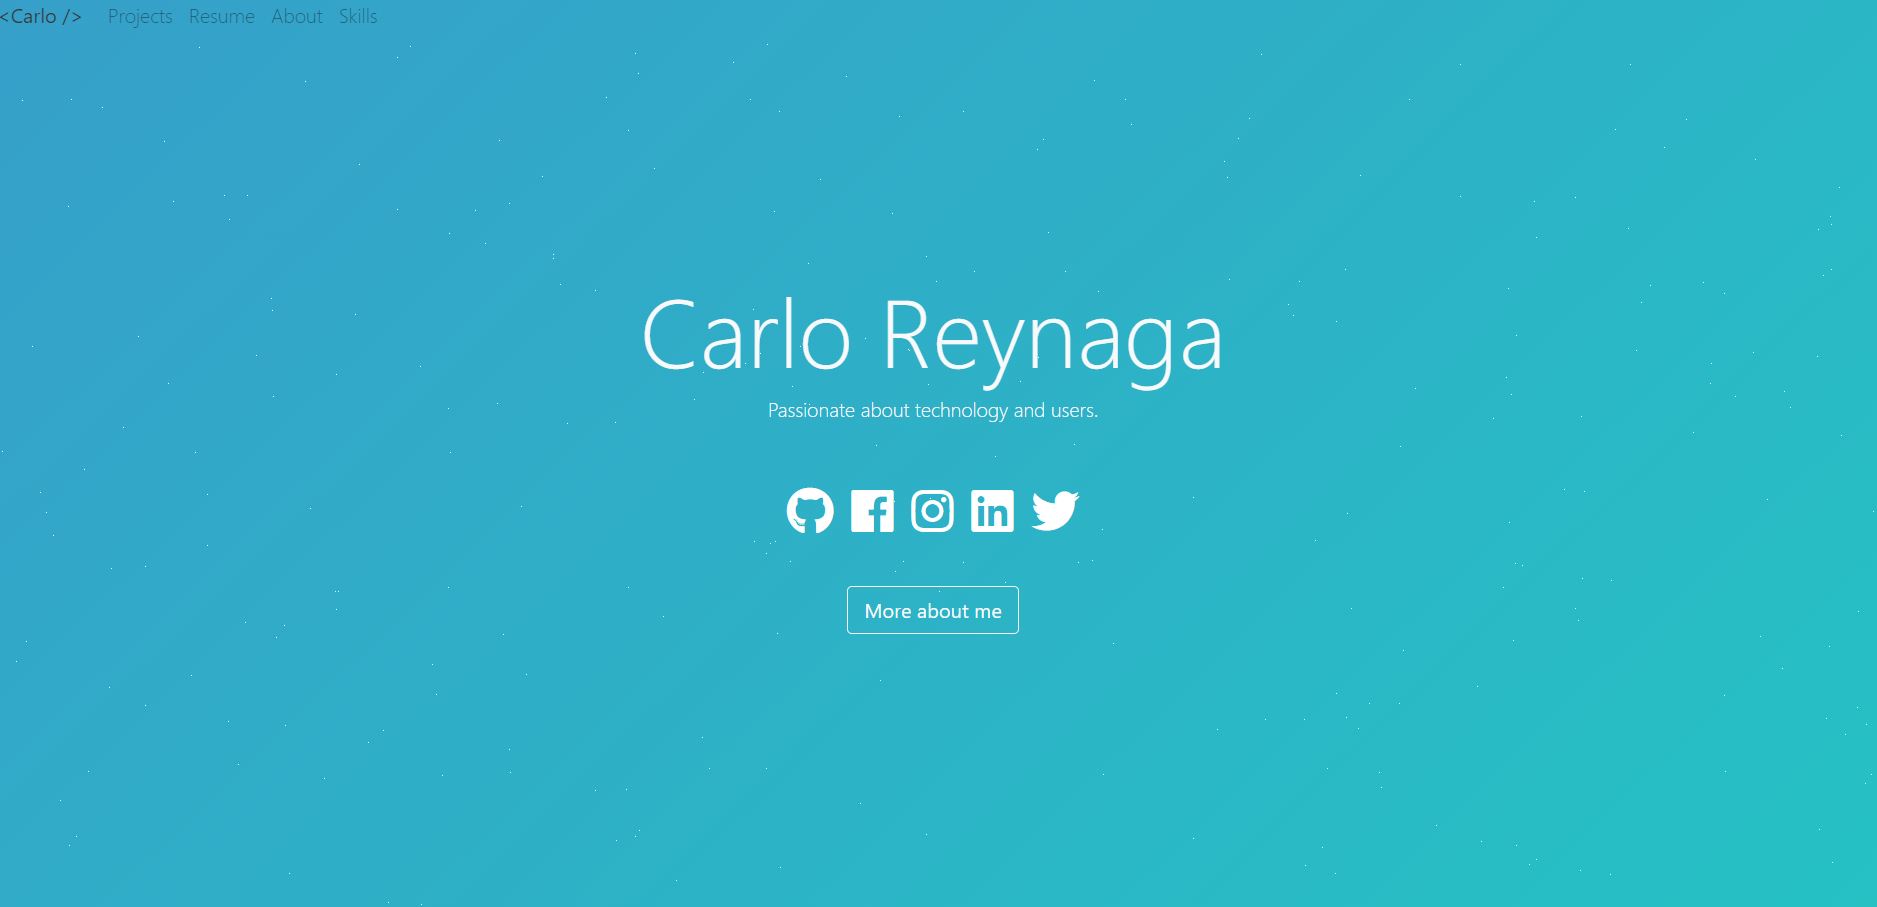 <Carlo /> Projects Resume About Skills
Carlo Reynaga
Passionate about technology and users.
More about me